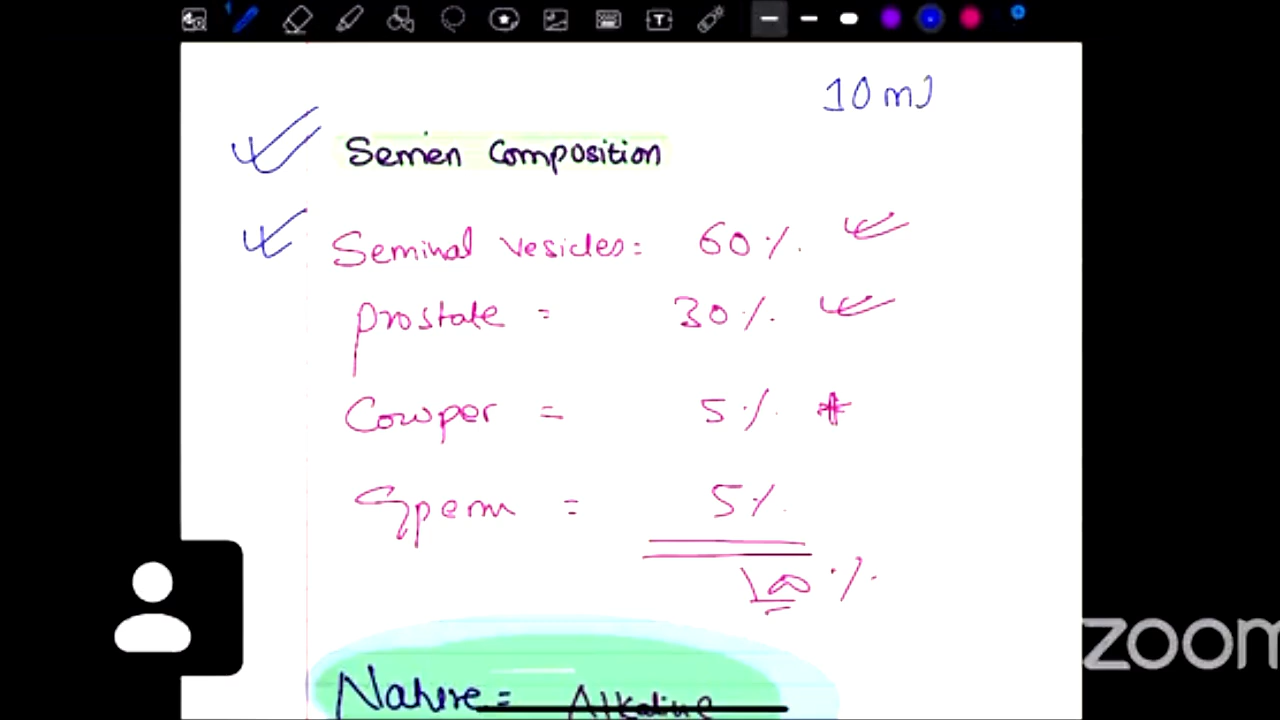 10 ml
Semen Composition
Seminal vesicles = 60 %
Prostate = 30 %
Cowper = 5 %
Sperm = 5 %
100 %
Nature = Alkaline
zoom